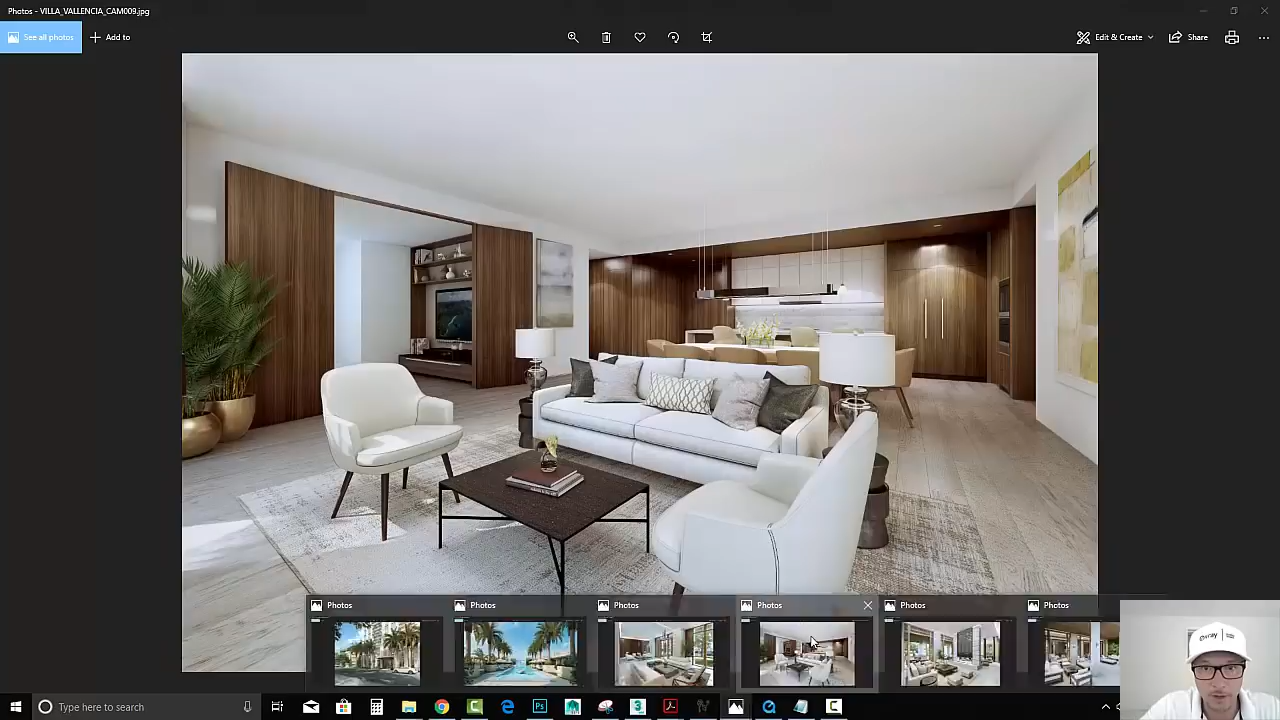 Photos - VILLA_VALLENCIA_CAM009.jpg
See all photos
Add to
Edit & Create
Share
Photos
Photos
Photos
Photos
Photos
Photos
Type here to search